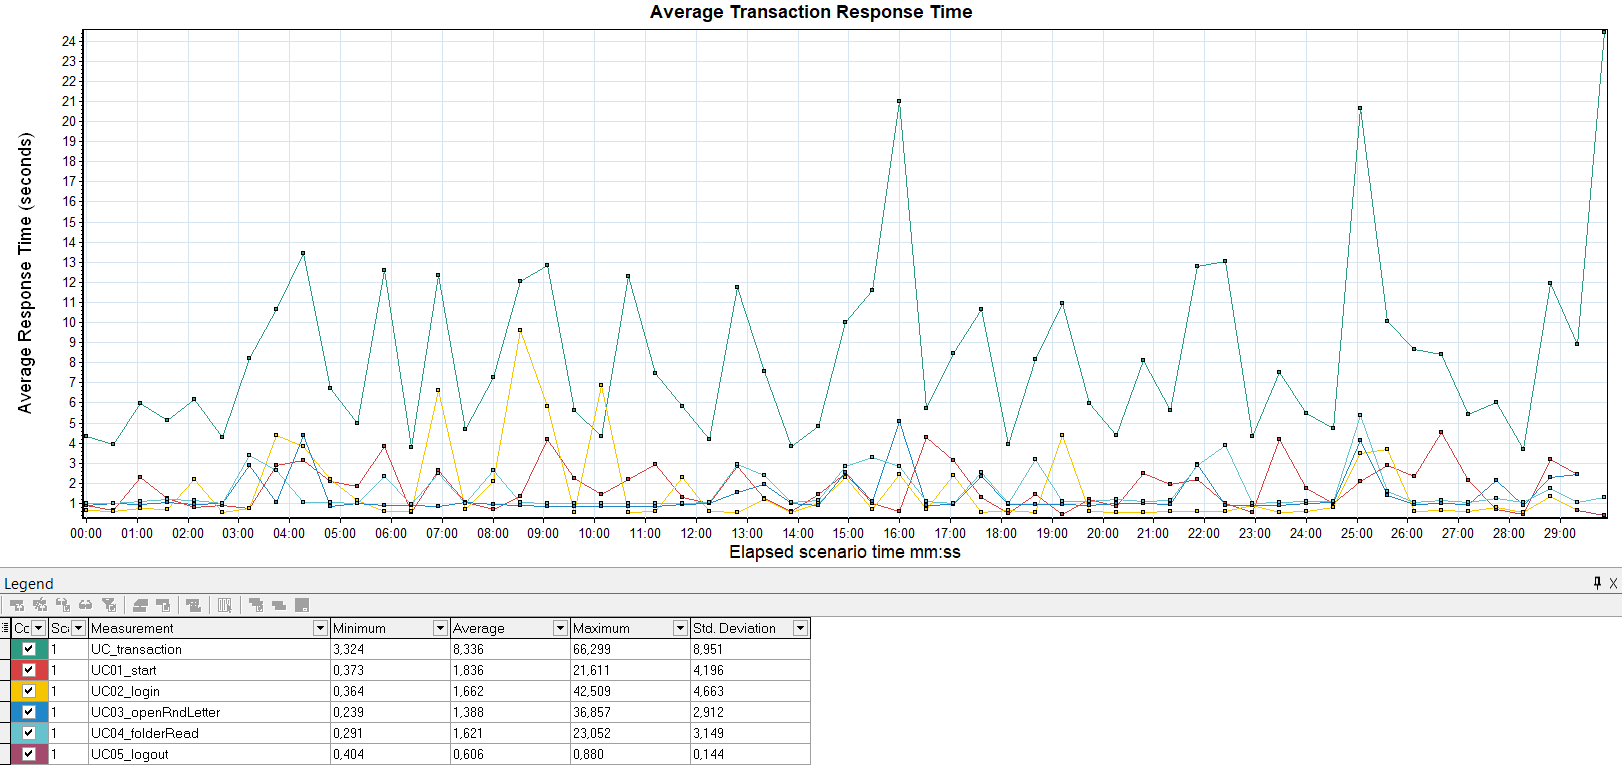 Average Transaction Response Time
Average Response Time (seconds)
24
23
22
21
20
19
18
17
16
15
14
13
12
11
10
9
8
7
6
5
4
3
2
1
00:00 01:00 02:00 03:00 04:00 05:00 06:00 07:00 08:00 09:00 10:00 11:00 12:00 13:00 14:00 15:00 16:00 17:00 18:00 19:00 20:00 21:00 22:00 23:00 24:00 25:00 26:00 27:00 28:00 29:00
Elapsed scenario time mm:ss
Legend
Cc Sc Measurement Minimum Average Maximum Std. Deviation
1 UC_transaction 3,324 8,336 66,299 8,951
1 UC01_start 0,373 1,836 21,611 4,196
1 UC02_login 0,364 1,662 42,509 4,663
1 UC03_openRndLetter 0,239 1,388 36,857 2,912
1 UC04_folderRead 0,291 1,621 23,052 3,149
1 UC05_logout 0,404 0,606 0,880 0,144